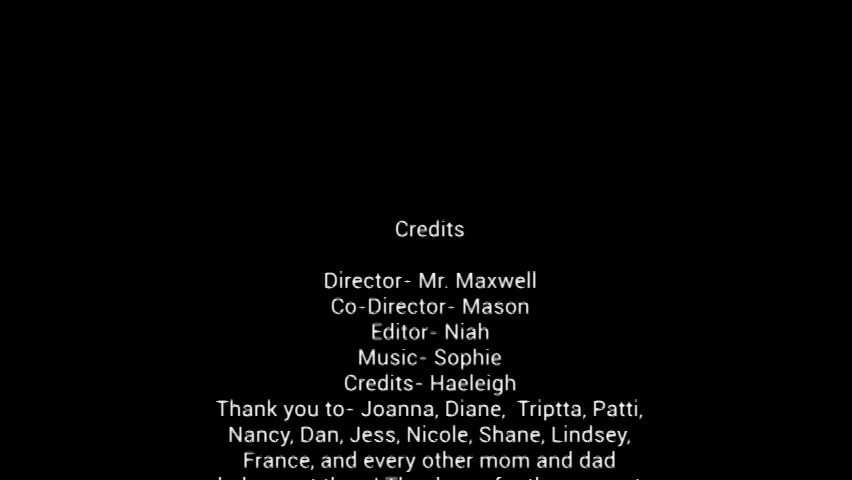 Credits
Director- Mr. Maxwell
Co-Director- Mason
Editor- Niah
Music- Sophie
Credits- Haeleigh
Thank you to- Joanna, Diane, Triptta, Patti,
Nancy, Dan, Jess, Nicole, Shane, Lindsey,
France, and every other mom and dad